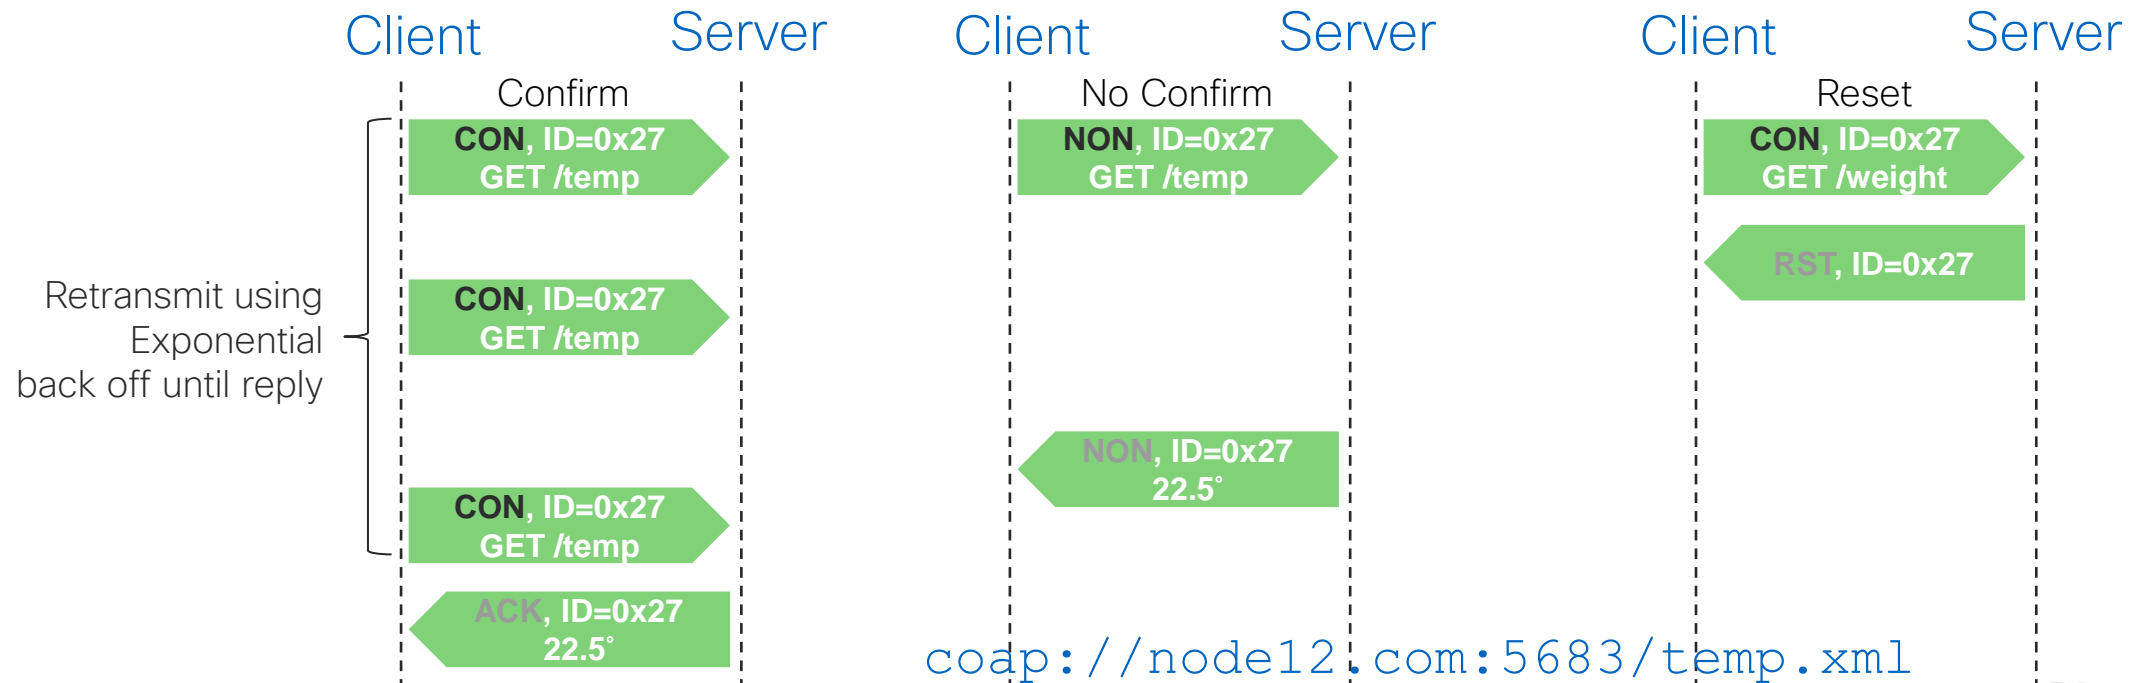 Client
Server
Confirm
CON, ID=0x27
GET /temp
CON, ID=0x27
GET /temp
CON, ID=0x27
GET /temp
ACK, ID=0x27
22.5°
Retransmit using
Exponential
back off until reply
Client
Server
No Confirm
NON, ID=0x27
GET /temp
NON, ID=0x27
22.5°
Client
Server
Reset
CON, ID=0x27
GET /weight
RST, ID=0x27
coap://node12.com:5683/temp.xml